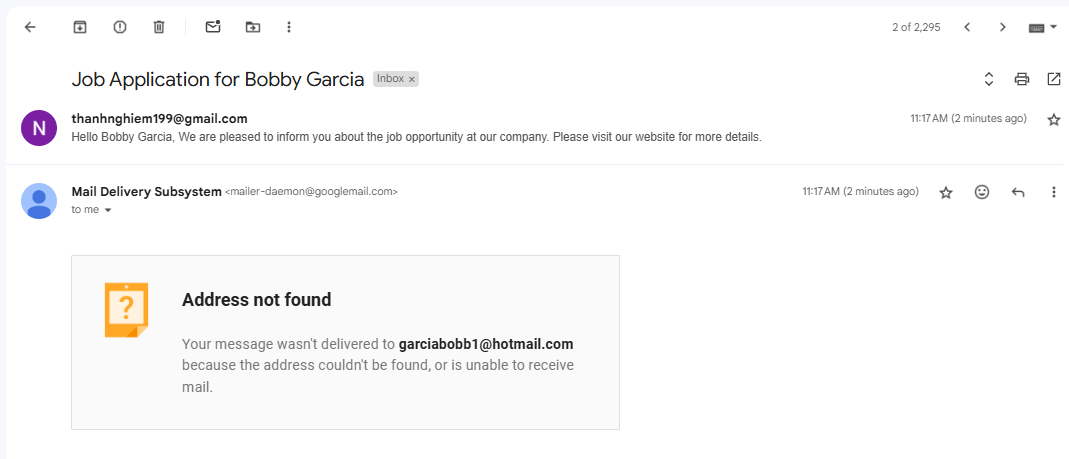 2 of 2,295
Job Application for Bobby Garcia Inbox ×
N
thanhnghiem199@gmail.com 11:17 AM (2 minutes ago)
Hello Bobby Garcia, We are pleased to inform you about the job opportunity at our company. Please visit our website for more details.
Mail Delivery Subsystem <mailer-daemon@googlemail.com> 11:17 AM (2 minutes ago)
to me
?
Address not found
Your message wasn't delivered to garciabobb1@hotmail.com
because the address couldn't be found, or is unable to receive
mail.